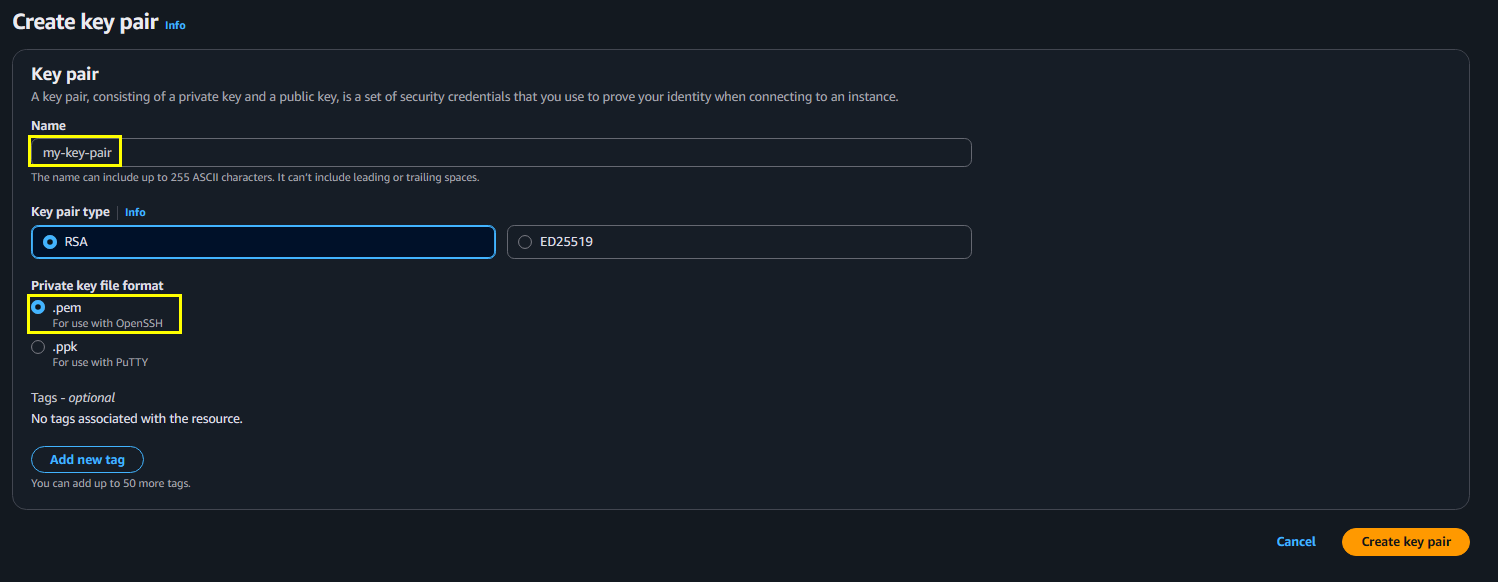 Create key pair Info
Key pair
A key pair, consisting of a private key and a public key, is a set of security credentials that you use to prove your identity when connecting to an instance.
Name
my-key-pair
The name can include up to 255 ASCII characters. It can't include leading or trailing spaces.
Key pair type Info
RSA ED25519
Private key file format
.pem
For use with OpenSSH
.ppk
For use with PuTTY
Tags - optional
No tags associated with the resource.
Add new tag
You can add up to 50 more tags.
Cancel Create key pair